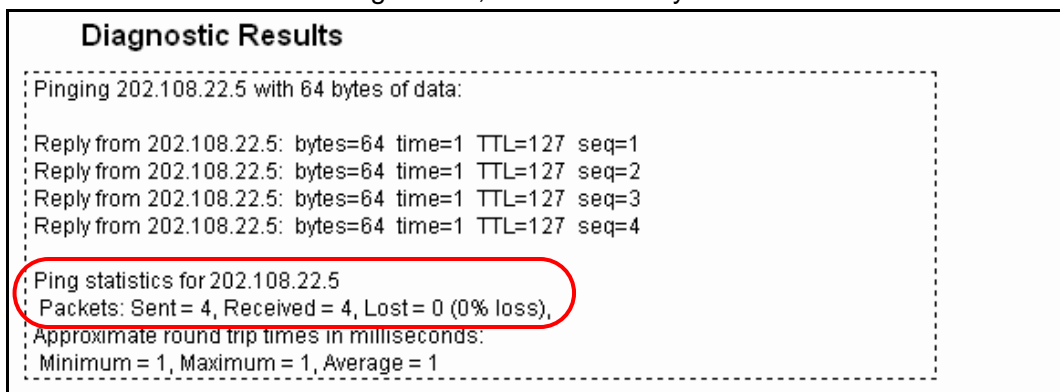 Diagnostic Results
Pinging 202.108.22.5 with 64 bytes of data:
Reply from 202.108.22.5: bytes=64 time=1 TTL=127 seq=1
Reply from 202.108.22.5: bytes=64 time=1 TTL=127 seq=2
Reply from 202.108.22.5: bytes=64 time=1 TTL=127 seq=3
Reply from 202.108.22.5: bytes=64 time=1 TTL=127 seq=4
Ping statistics for 202.108.22.5
Packets: Sent = 4, Received = 4, Lost = 0 (0% loss),
Approximate round trip times in milliseconds:
Minimum = 1, Maximum = 1, Average = 1